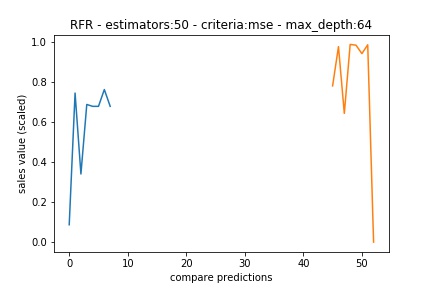 RFR - estimators:50 - criteria:mse - max_depth:64
1.0
0.8
0.6
0.4
0.2
0.0
sales value (scaled)
0 10 20 30 40 50
compare predictions